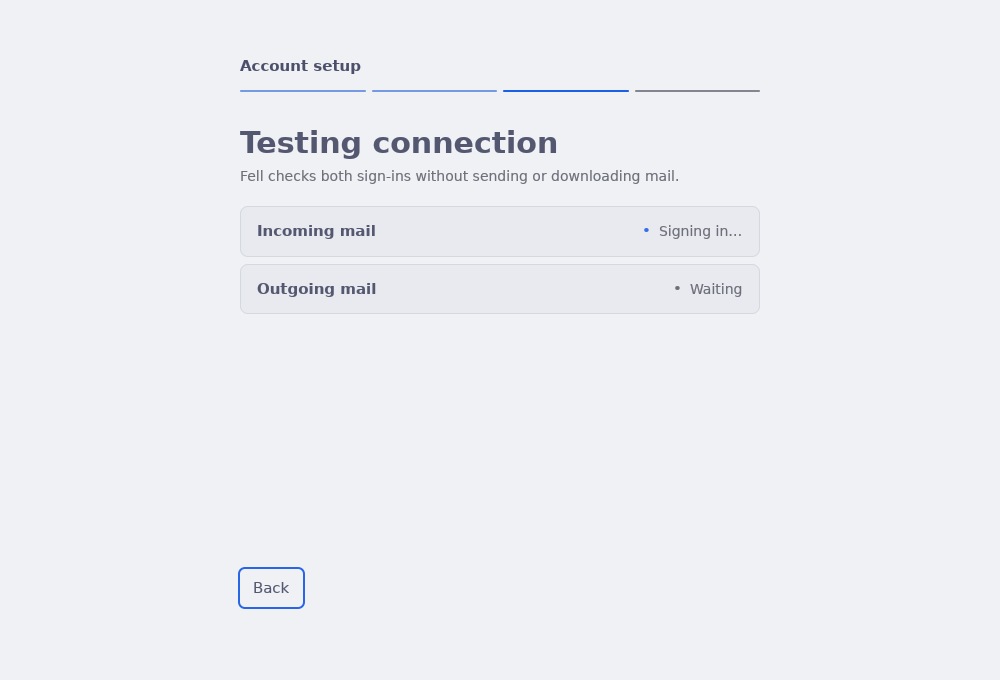 Account setup
Testing connection
Fell checks both sign-ins without sending or downloading mail.
Incoming mail • Signing in…
Outgoing mail • Waiting
Back